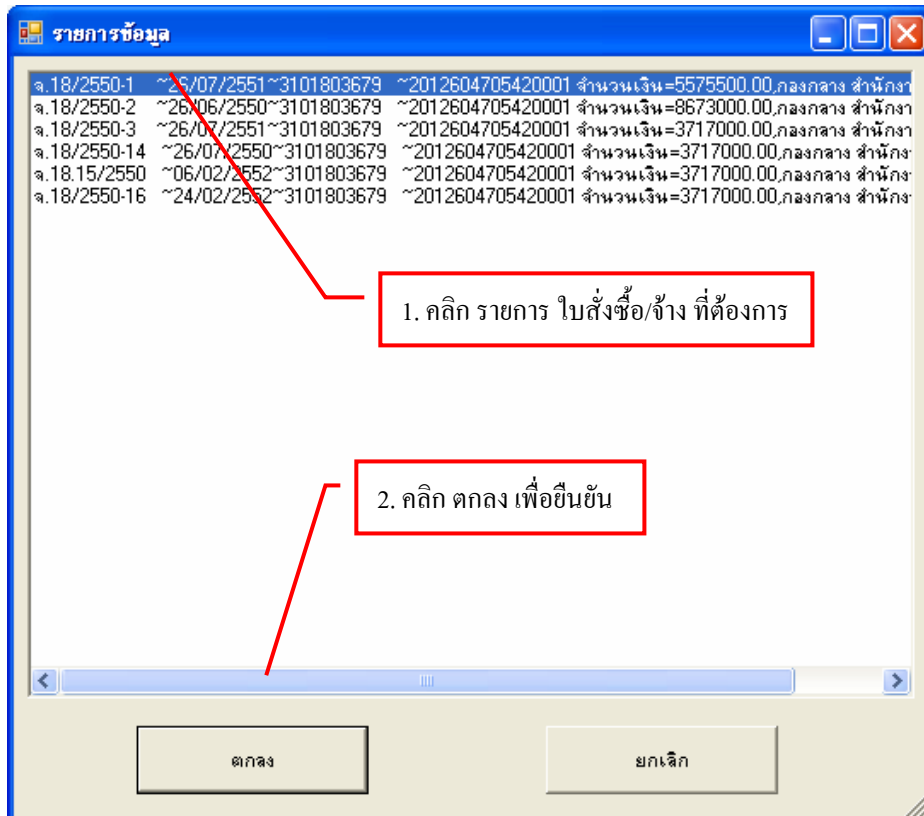 รายการข้อมูล
จ.18/2550-1 ~26/07/2551~3101803679 ~2012604705420001 จำนวนเงิน=5575500.00,กองกลาง สำนักงา
จ.18/2550-2 ~26/06/2550~3101803679 ~2012604705420001 จำนวนเงิน=8673000.00,กองกลาง สำนักงา
จ.18/2550-3 ~26/07/2551~3101803679 ~2012604705420001 จำนวนเงิน=3717000.00,กองกลาง สำนักงา
จ.18/2550-14 ~26/07/2550~3101803679 ~2012604705420001 จำนวนเงิน=3717000.00,กองกลาง สำนักง
จ.18.15/2550 ~06/02/2552~3101803679 ~2012604705420001 จำนวนเงิน=3717000.00,กองกลาง สำนักง
จ.18/2550-16 ~24/02/2552~3101803679 ~2012604705420001 จำนวนเงิน=3717000.00,กองกลาง สำนักง
1. คลิก รายการ ใบสั่งซื้อ/จ้าง ที่ต้องการ
2. คลิก ตกลง เพื่อยืนยัน
ตกลง
ยกเลิก